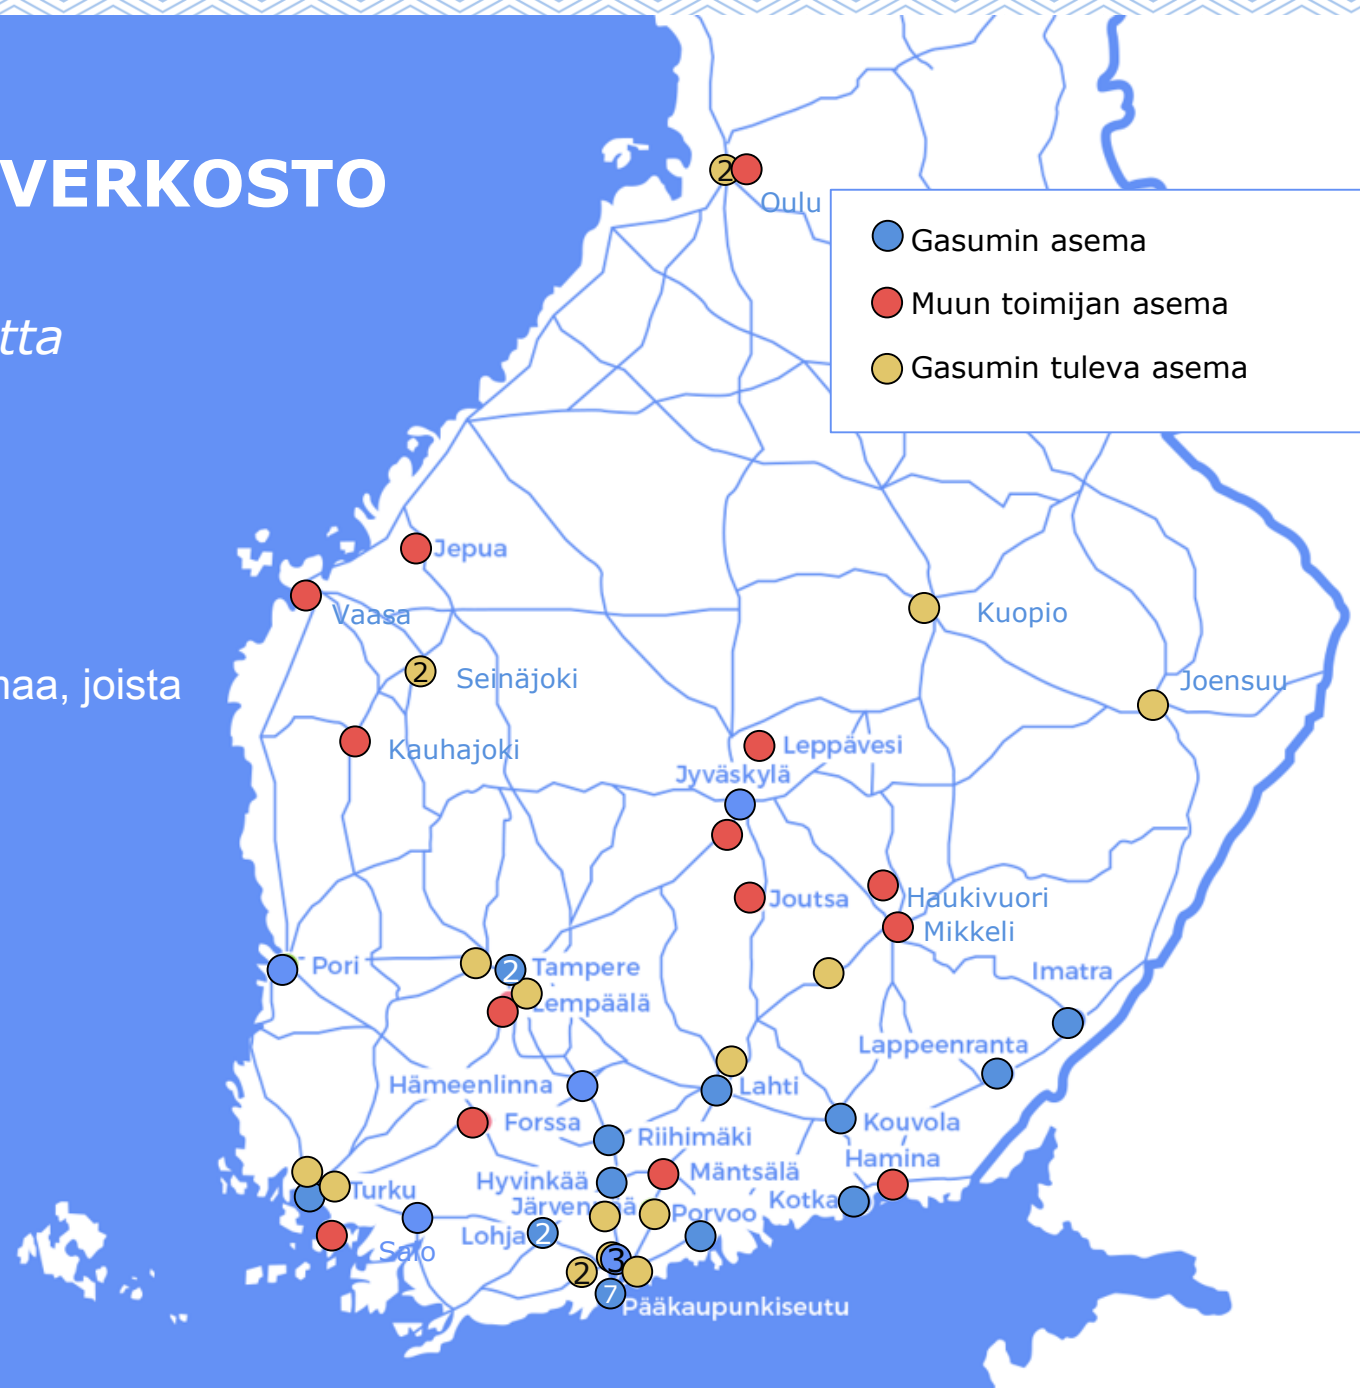 VERKOSTO
tta
naa, joista
2
Oulu
Gasumin asema
Muun toimijan asema
Gasumin tuleva asema
Jepua
Vaasa
Kuopio
2
Seinäjoki
Joensuu
Kauhajoki
Leppävesi
Jyväskylä
Joutsa
Haukivuori
Mikkeli
Pori
2
Tampere
Imatra
Lempäälä
Lappeenranta
Hämeenlinna
Lahti
Forssa
Kouvola
Riihimäki
Hamina
Hyvinkää
Mäntsälä
Turku
Kotka
Järvenpää
Porvoo
Lohja
2
Salo
3
2
7
Pääkaupunkiseutu